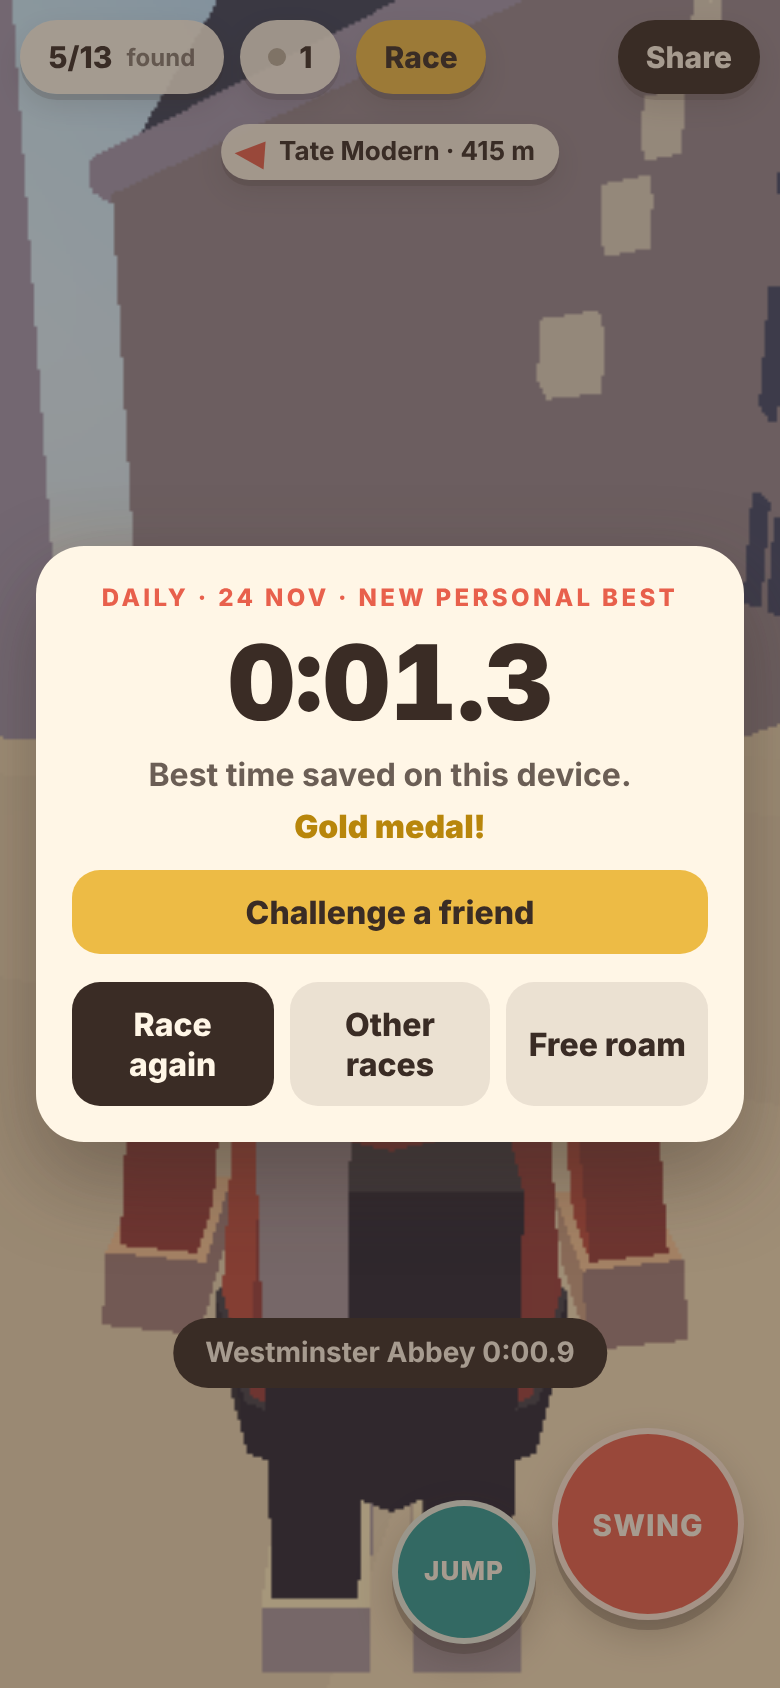 5/13 found
1
Race
Share
Tate Modern · 415 m
DAILY · 24 NOV · NEW PERSONAL BEST
0:01.3
Best time saved on this device.
Gold medal!
Challenge a friend
Race
again
Other
races
Free roam
Westminster Abbey 0:00.9
SWING
JUMP